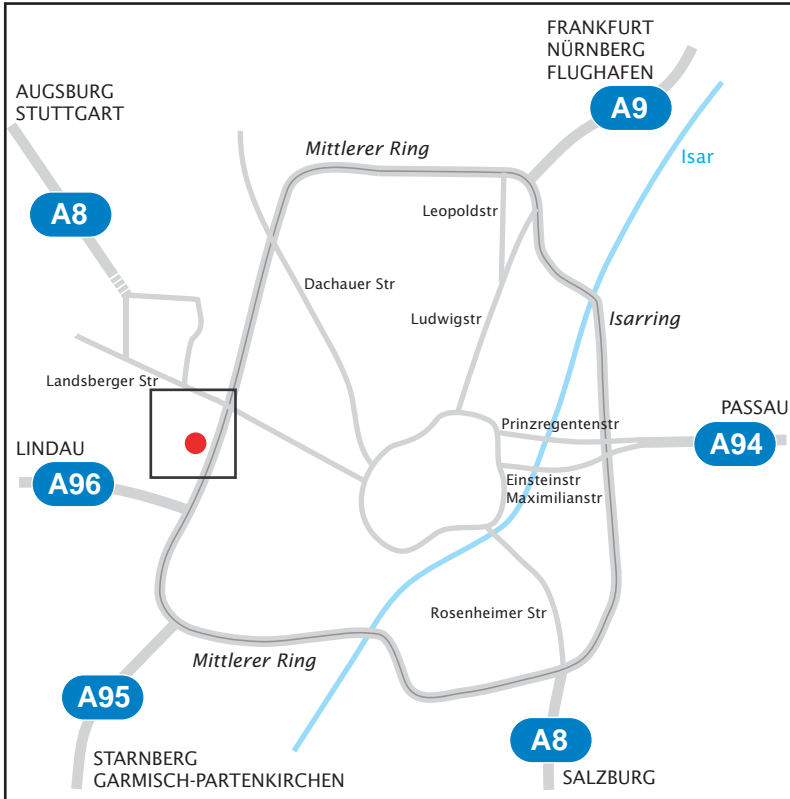 FRANKFURT
NÜRNBERG
FLUGHAFEN
A9
AUGSBURG
STUTTGART
A8
Mittlerer Ring
Isar
Leopoldstr
Dachauer Str
Ludwigstr
Isarring
Landsberger Str
Prinzregentenstr
PASSAU
A94
LINDAU
A96
Einsteinstr
Maximilianstr
Rosenheimer Str
Mittlerer Ring
A95
A8
STARNBERG
GARMISCH-PARTENKIRCHEN
SALZBURG